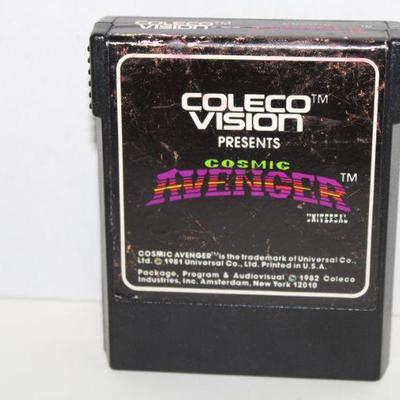 COLECO™
VISION
PRESENTS
COSMIC
AVENGER™
UNIVERSAL
COSMIC AVENGER™ is the trademark of Universal Co.,
Ltd. © 1981 Universal Co., Ltd. Printed in U.S.A.
Package, Program & Audiovisual © 1982 Coleco
Industries, Inc. Amsterdam, New York 12010